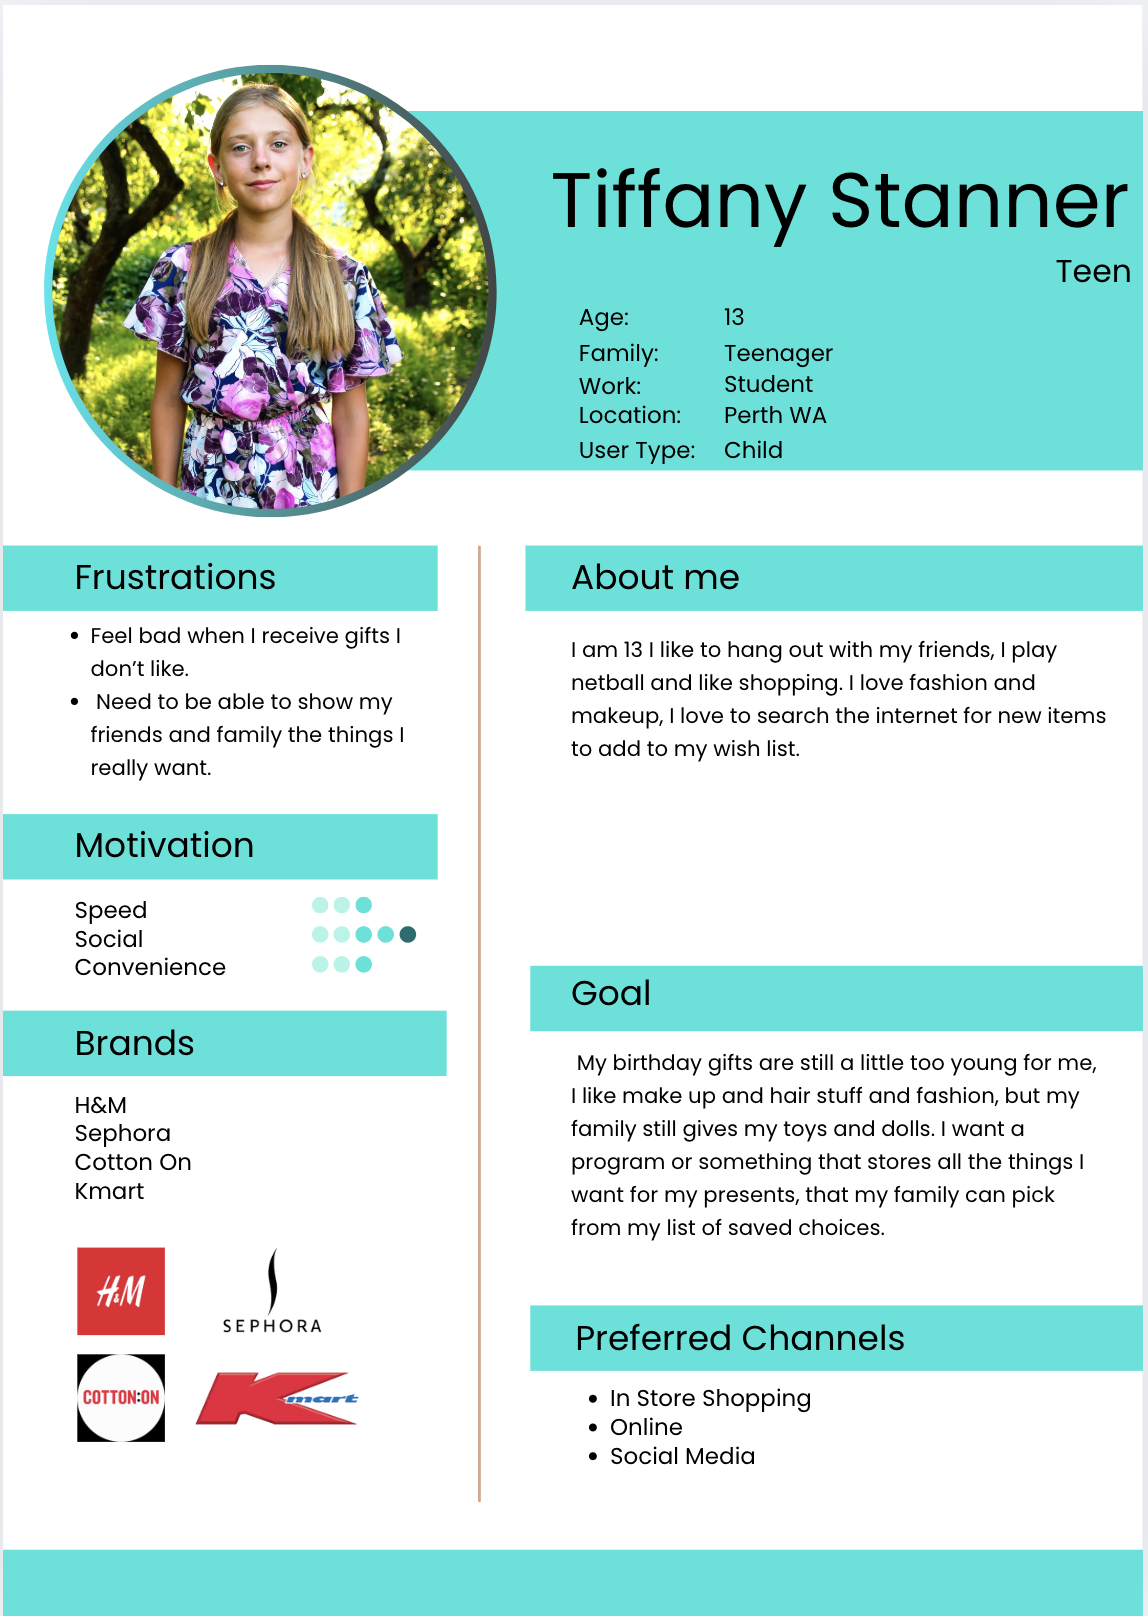 Tiffany Stanner
Teen
Age: 13
Family: Teenager
Work: Student
Location: Perth WA
User Type: Child
Frustrations
• Feel bad when I receive gifts I
don’t like.
• Need to be able to show my
friends and family the things I
really want.
Motivation
Speed
Social
Convenience
Brands
H&M
Sephora
Cotton On
Kmart
H&M
SEPHORA
COTTON:ON
Kmart
About me
I am 13 I like to hang out with my friends, I play
netball and like shopping. I love fashion and
makeup, I love to search the internet for new items
to add to my wish list.
Goal
My birthday gifts are still a little too young for me,
I like make up and hair stuff and fashion, but my
family still gives my toys and dolls. I want a
program or something that stores all the things I
want for my presents, that my family can pick
from my list of saved choices.
Preferred Channels
• In Store Shopping
• Online
• Social Media